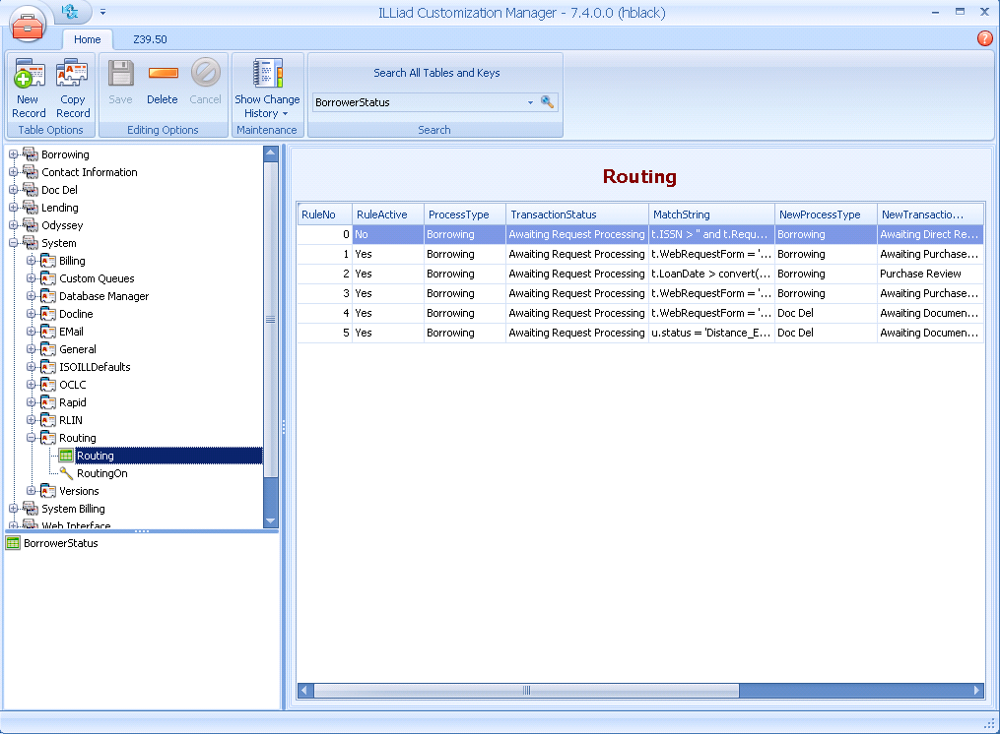 ILLiad Customization Manager - 7.4.0.0 (hblack)
Home Z39.50
New Record Copy Record Save Delete Cancel Show Change History Search All Tables and Keys
BorrowerStatus
Table Options Editing Options Maintenance Search
Borrowing
Contact Information
Doc Del
Lending
Odyssey
System
Billing
Custom Queues
Database Manager
Docline
EMail
General
ISOILLDefaults
OCLC
Rapid
RLIN
Routing
Routing
RoutingOn
Versions
System Billing
Web Interface
BorrowerStatus
Routing
RuleNo RuleActive ProcessType TransactionStatus MatchString NewProcessType NewTransactio...
0 No Borrowing Awaiting Request Processing t.ISSN > '' and t.Requ... Borrowing Awaiting Direct Re...
1 Yes Borrowing Awaiting Request Processing t.WebRequestForm = '... Borrowing Awaiting Purchase...
2 Yes Borrowing Awaiting Request Processing t.LoanDate > convert(... Borrowing Purchase Review
3 Yes Borrowing Awaiting Request Processing t.WebRequestForm = '... Borrowing Awaiting Purchase...
4 Yes Borrowing Awaiting Request Processing t.WebRequestForm = '... Doc Del Awaiting Documen...
5 Yes Borrowing Awaiting Request Processing u.status = 'Distance_E... Doc Del Awaiting Documen...